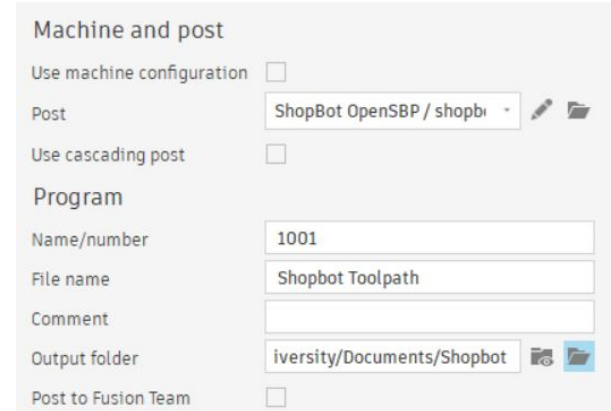 Machine and post
Use machine configuration
Post ShopBot OpenSBP / shopb
Use cascading post
Program
Name/number 1001
File name Shopbot Toolpath
Comment
Output folder iversity/Documents/Shopbot
Post to Fusion Team